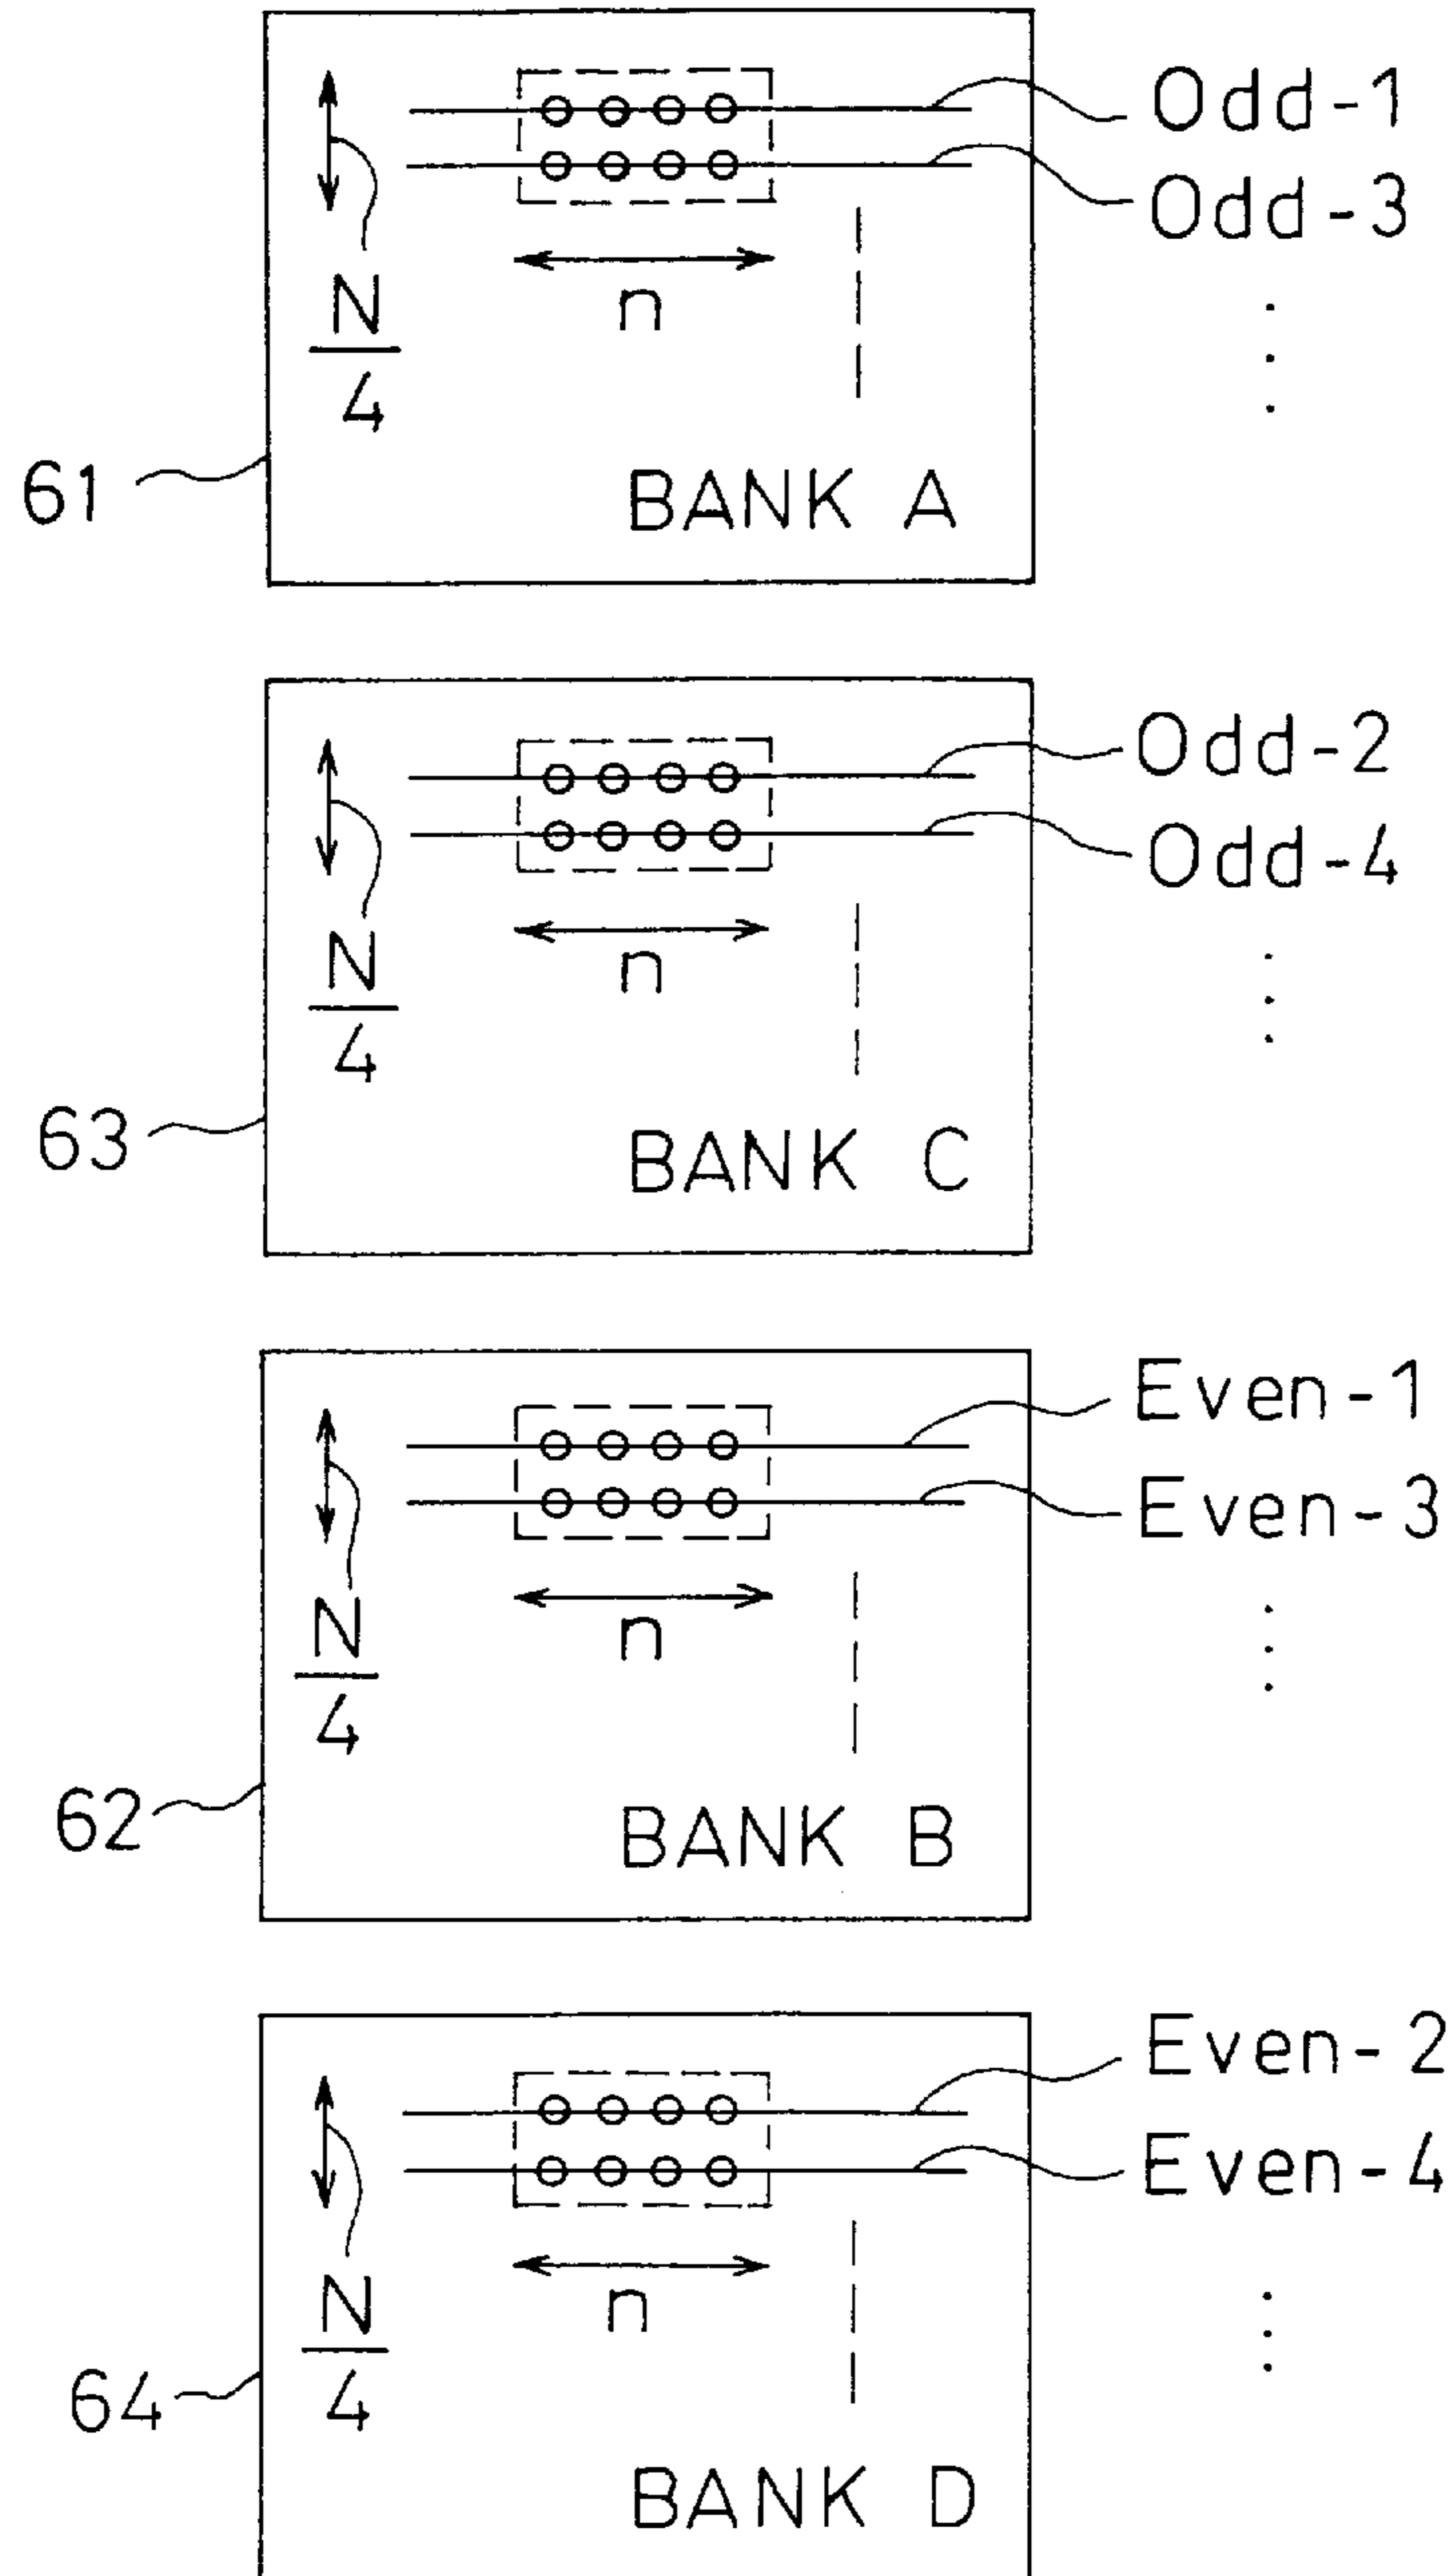 Odd-1
Odd-3
n
N
4
61
BANK A
Odd-2
Odd-4
n
N
4
63
BANK C
Even-1
Even-3
n
N
4
62
BANK B
Even-2
Even-4
n
N
4
64
BANK D